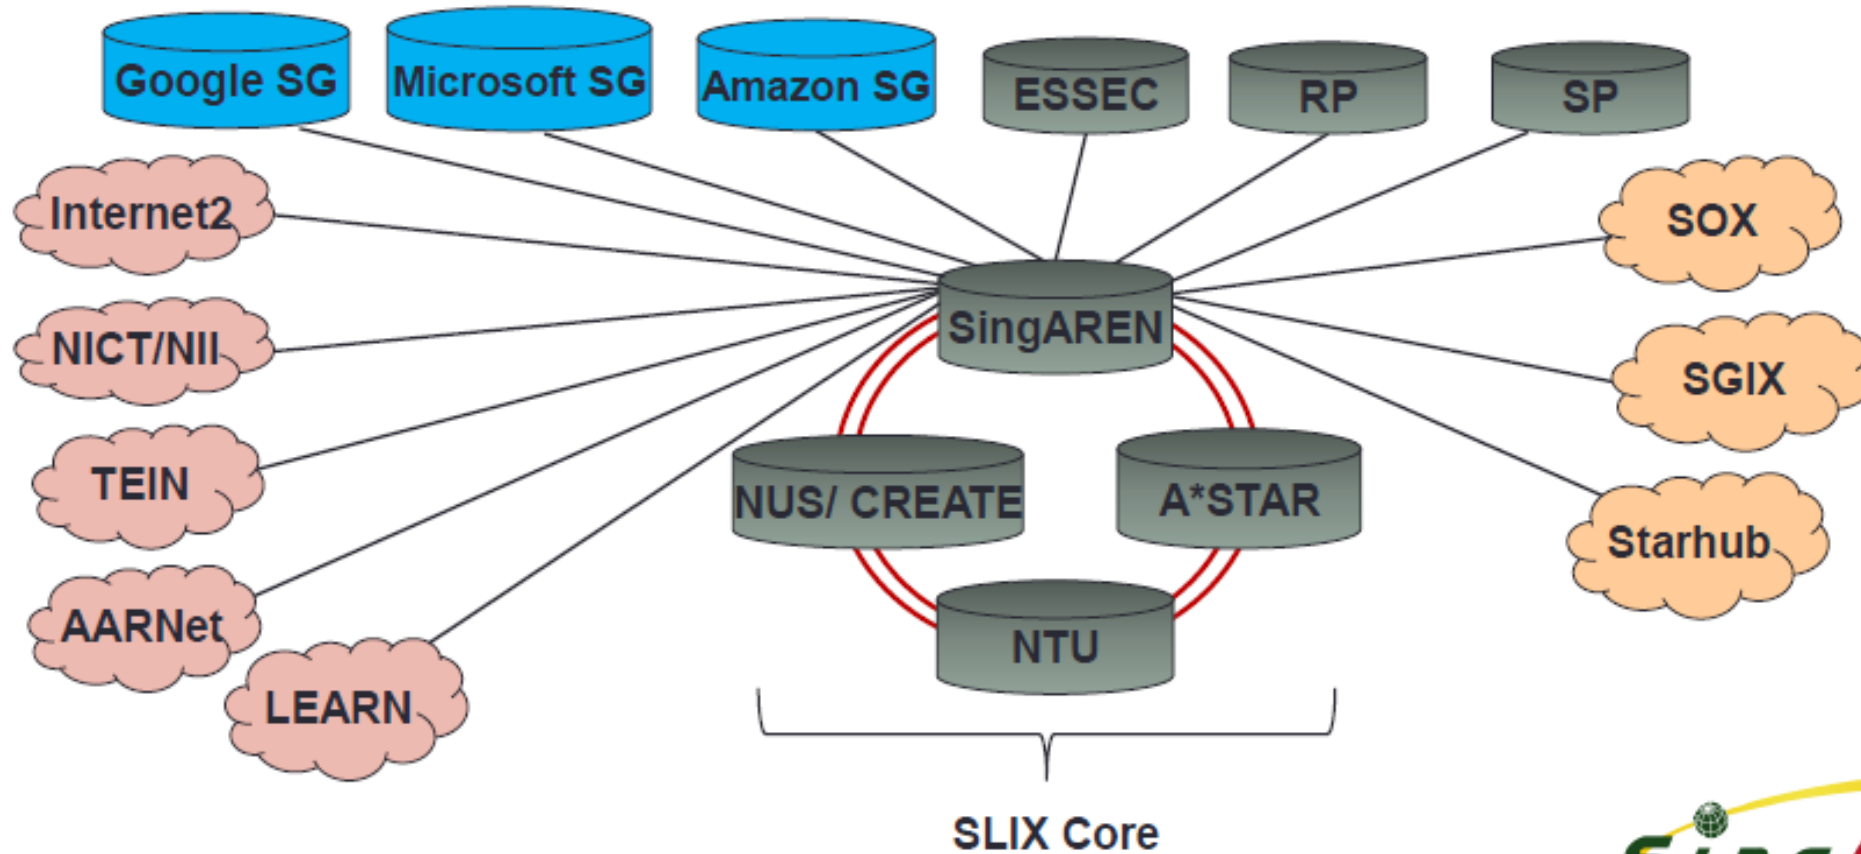 Google SG
Microsoft SG
Amazon SG
ESSEC
RP
SP
Internet2
SOX
NICT/NII
SingAREN
SGIX
TEIN
NUS/ CREATE
A*STAR
Starhub
AARNet
NTU
LEARN
SLIX Core